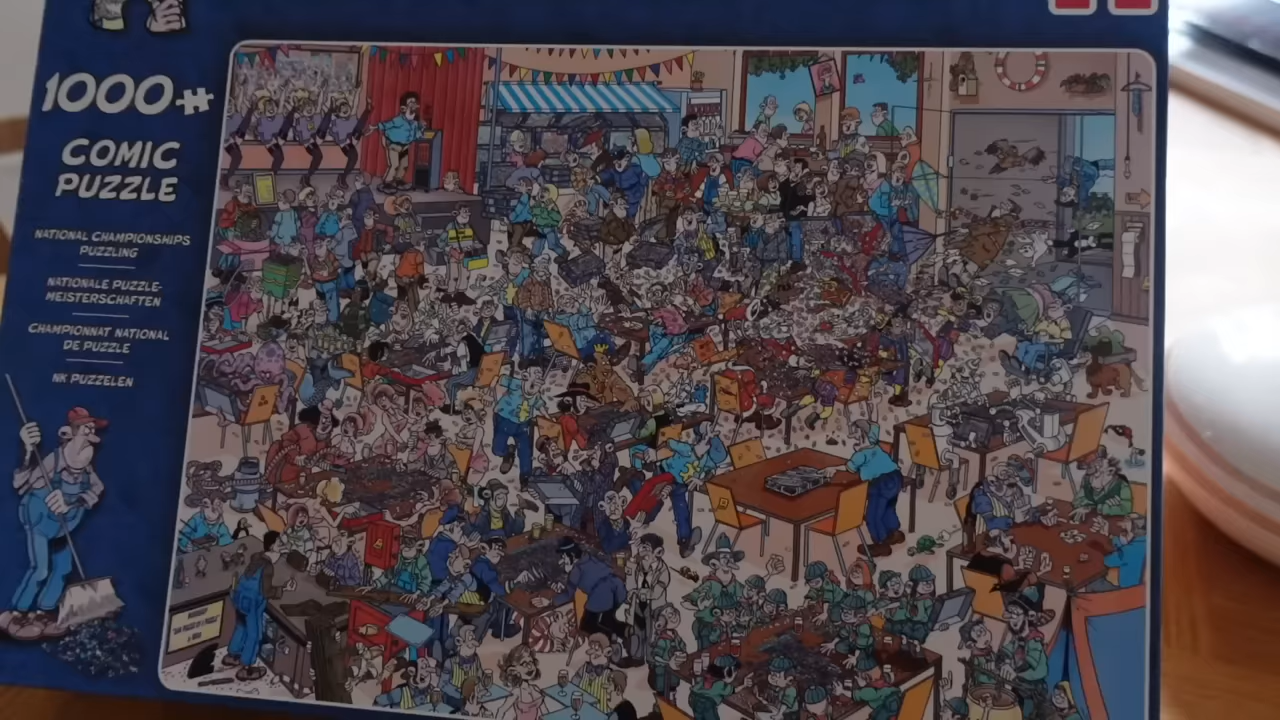 1000
COMIC
PUZZLE
NATIONAL CHAMPIONSHIPS
PUZZLING
NATIONALE PUZZLE-
MEISTERSCHAFTEN
CHAMPIONNAT NATIONAL
DE PUZZLE
NK PUZZELEN